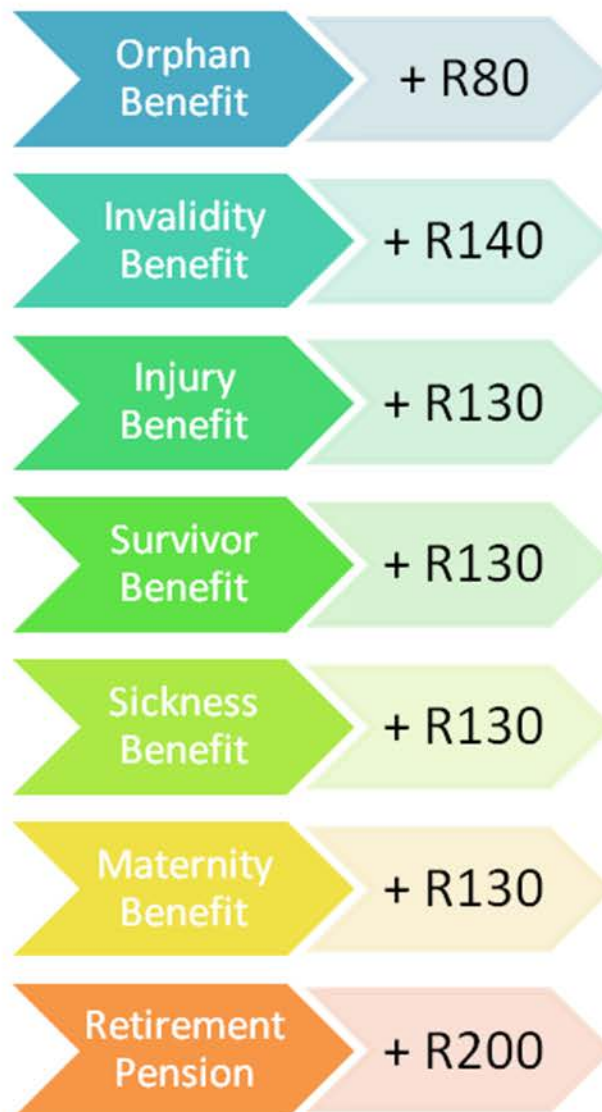 Orphan
Benefit
+ R80
Invalidity
Benefit
+ R140
Injury
Benefit
+ R130
Survivor
Benefit
+ R130
Sickness
Benefit
+ R130
Maternity
Benefit
+ R130
Retirement
Pension
+ R200